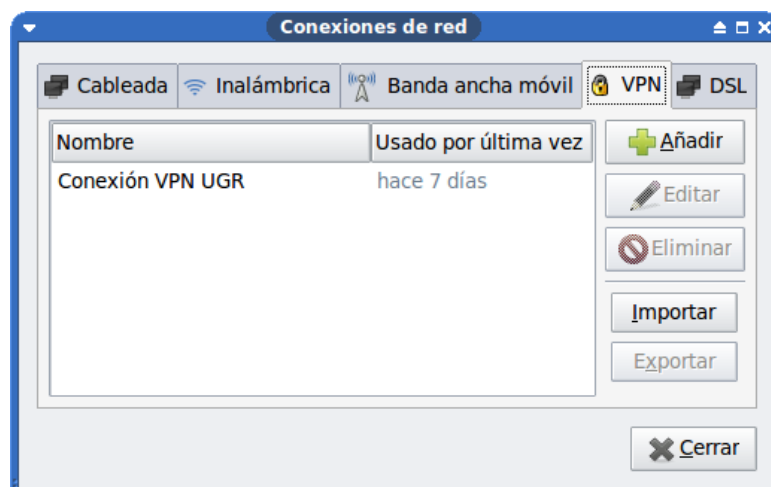 Conexiones de red
Cableada Inalámbrica Banda ancha móvil VPN DSL
Nombre Usado por última vez
Conexión VPN UGR hace 7 días
Añadir
Editar
Eliminar
Importar
Exportar
Cerrar